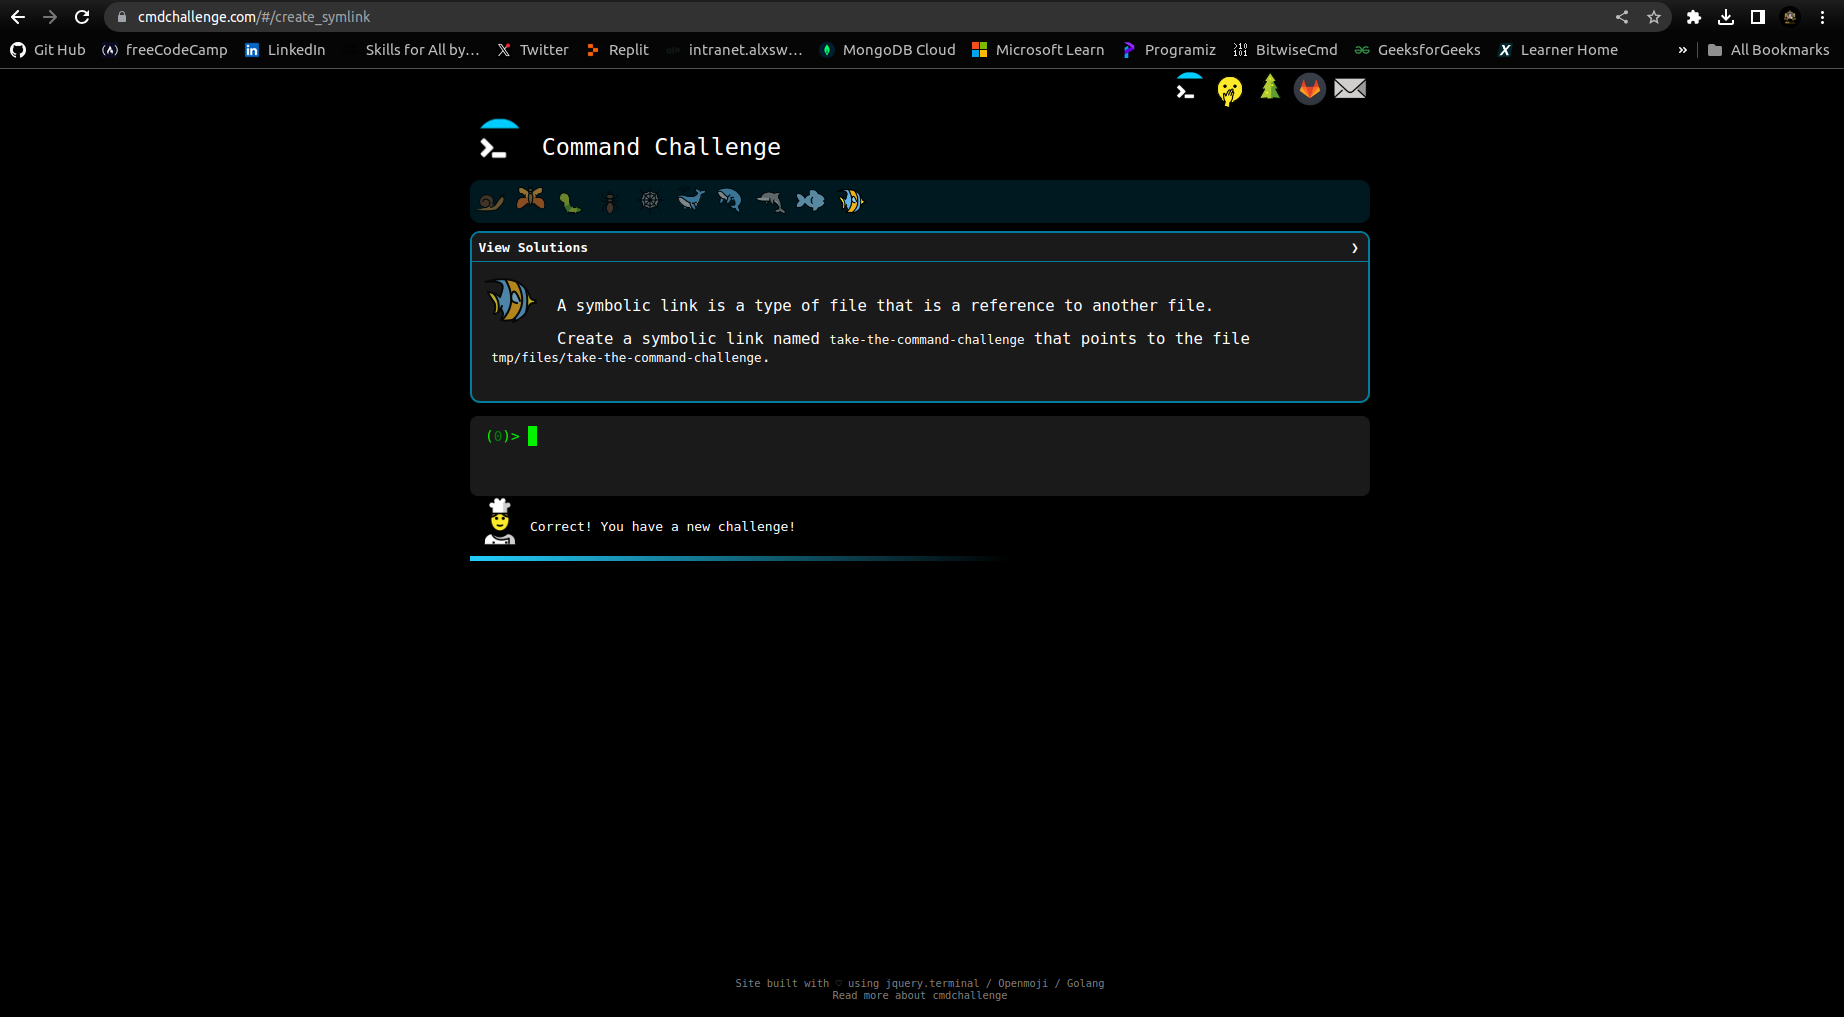 cmdchallenge.com/#/create_symlink
Git Hub freeCodeCamp LinkedIn Skills for All by... Twitter Replit intranet.alxsw... MongoDB Cloud Microsoft Learn Programiz BitwiseCmd GeeksforGeeks Learner Home » All Bookmarks
Command Challenge
View Solutions ❯
A symbolic link is a type of file that is a reference to another file.
Create a symbolic link named take-the-command-challenge that points to the file
tmp/files/take-the-command-challenge.
(0)>
Correct! You have a new challenge!
Site built with ♡ using jquery.terminal / Openmoji / Golang
Read more about cmdchallenge